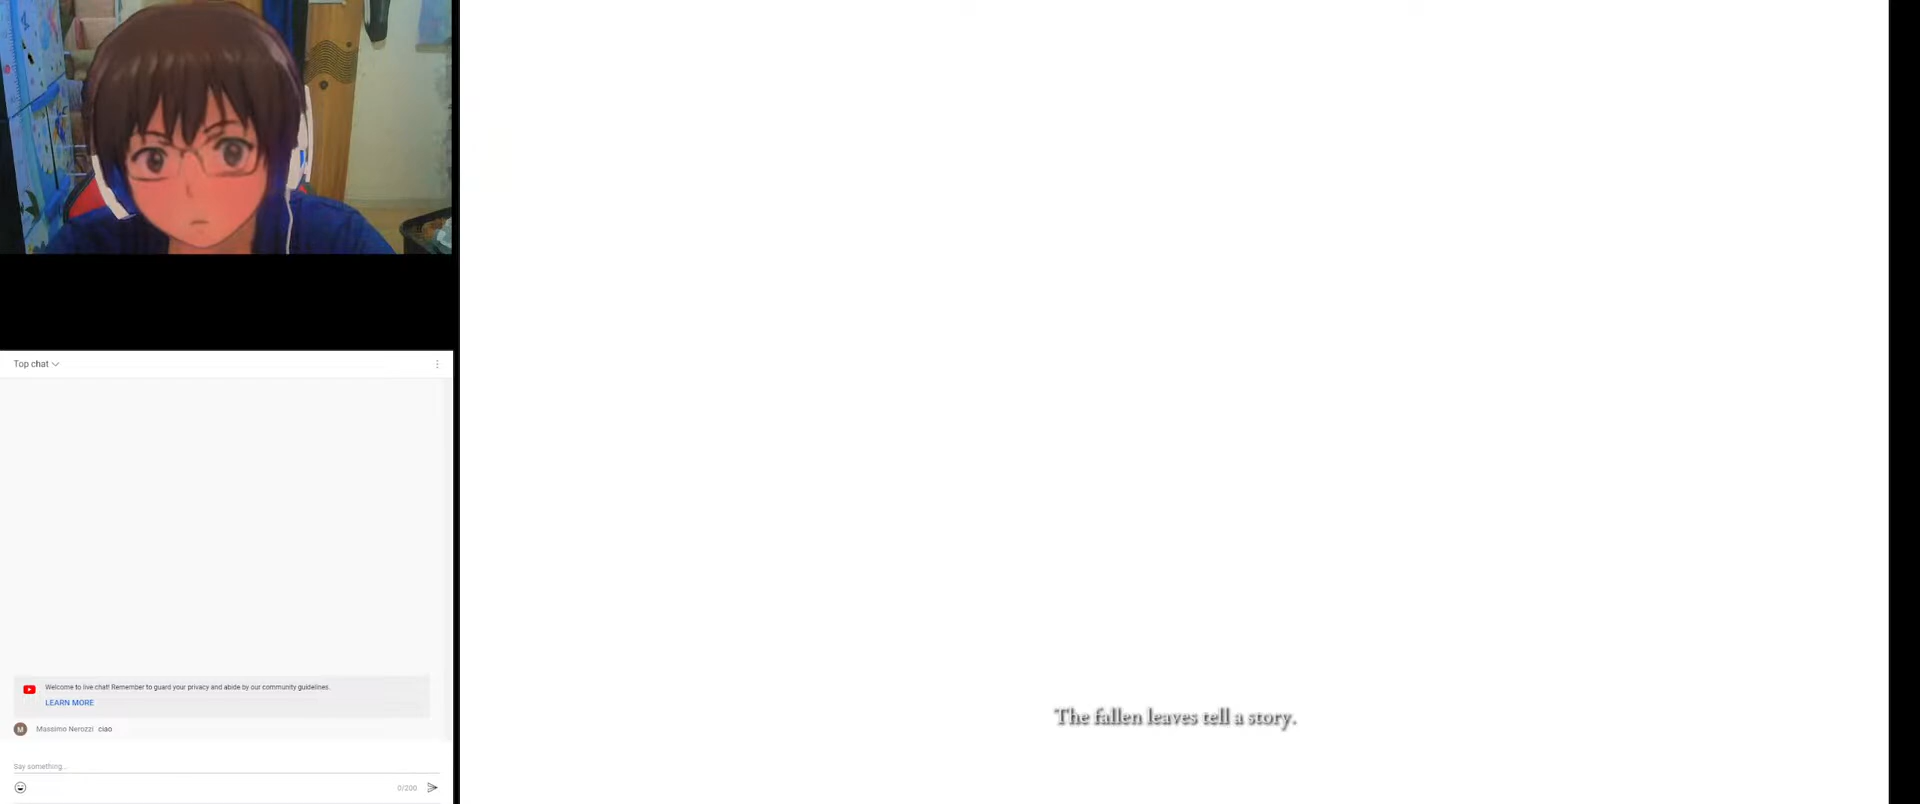 Top chat
Welcome to live chat! Remember to guard your privacy and abide by our community guidelines.
LEARN MORE
M Massimo Nerozzi ciao
Say something...
0/200
The fallen leaves tell a story.